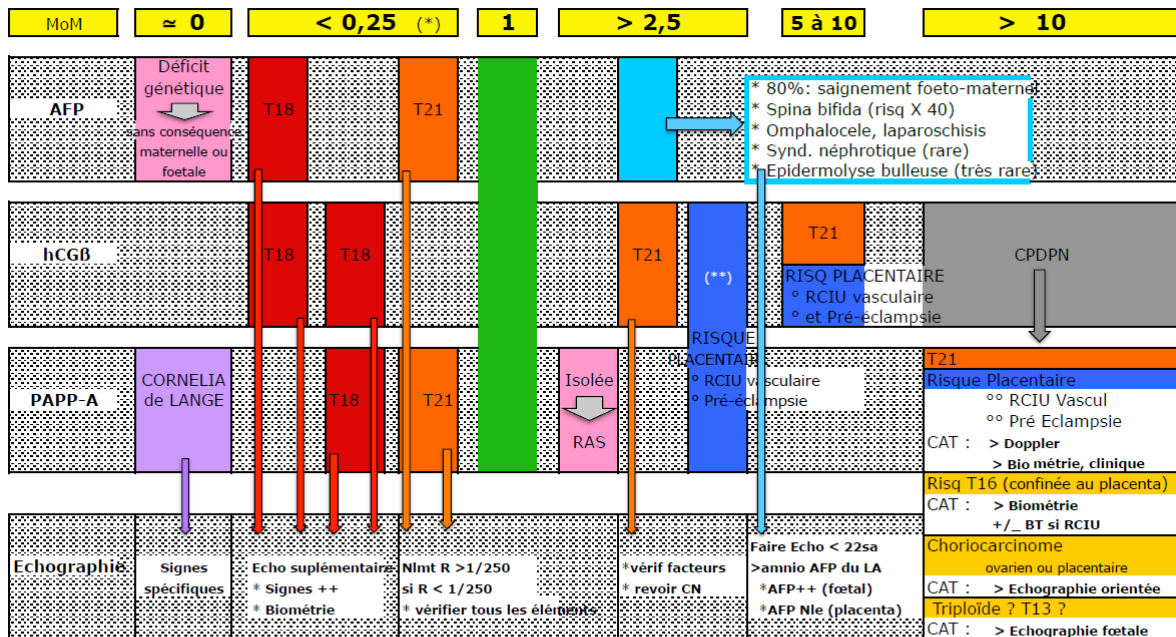 MoM
≃ 0
< 0,25 (*)
1
> 2,5
5 à 10
> 10
AFP
Déficit
génétique
sans conséquence
maternelle ou
foetale
T18
T21
* 80%: saignement foeto-maternel
* Spina bifida (risq X 40)
* Omphalocele, laparoschisis
* Synd. néphrotique (rare)
* Epidermolyse bulleuse (très rare)
hCGß
T18
T18
T21
(**)
T21
RISQ PLACENTAIRE
° RCIU vasculaire
° et Pré-éclampsie
CPDPN
PAPP-A
CORNELIA
de LANGE
T18
T21
Isolée
RAS
RISQUE
PLACENTAIRE
° RCIU vasculaire
° Pré-éclampsie
T21
Risque Placentaire
°° RCIU Vascul
°° Pré Eclampsie
CAT : > Doppler
> Bio métrie, clinique
Risq T16 (confinée au placenta)
CAT : > Biométrie
+/_ BT si RCIU
Choriocarcinome
ovarien ou placentaire
CAT : > Echographie orientée
Triploïde ? T13 ?
CAT : > Echographie fœtale
Echographie
Signes
spécifiques
Echo suplémentaire
* Signes ++
* Biométrie
Nlmt R >1/250
si R < 1/250
* vérifier tous les éléments
*vérif facteurs
* revoir CN
Faire Echo < 22sa
>amnio AFP du LA
*AFP++ (fœtal)
*AFP Nle (placenta)